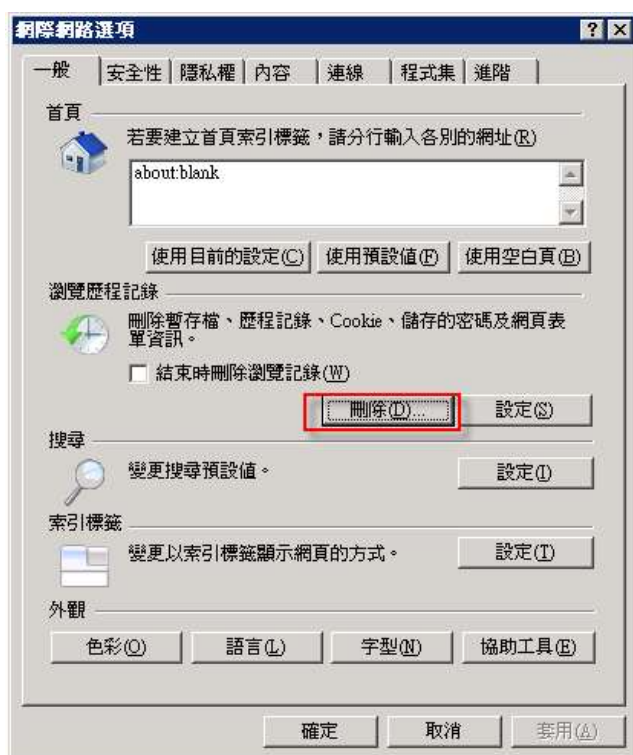 網際網路選項
一般 安全性 隱私權 內容 連線 程式集 進階
首頁
若要建立首頁索引標籤，請分行輸入各別的網址(R)
about:blank
使用目前的設定(C) 使用預設值(F) 使用空白頁(B)
瀏覽歷程記錄
刪除暫存檔、歷程記錄、Cookie、儲存的密碼及網頁表
單資訊。
結束時刪除瀏覽記錄(W)
刪除(D)... 設定(S)
搜尋
變更搜尋預設值。 設定(I)
索引標籤
變更以索引標籤顯示網頁的方式。 設定(T)
外觀
色彩(O) 語言(L) 字型(N) 協助工具(E)
確定 取消 套用(A)